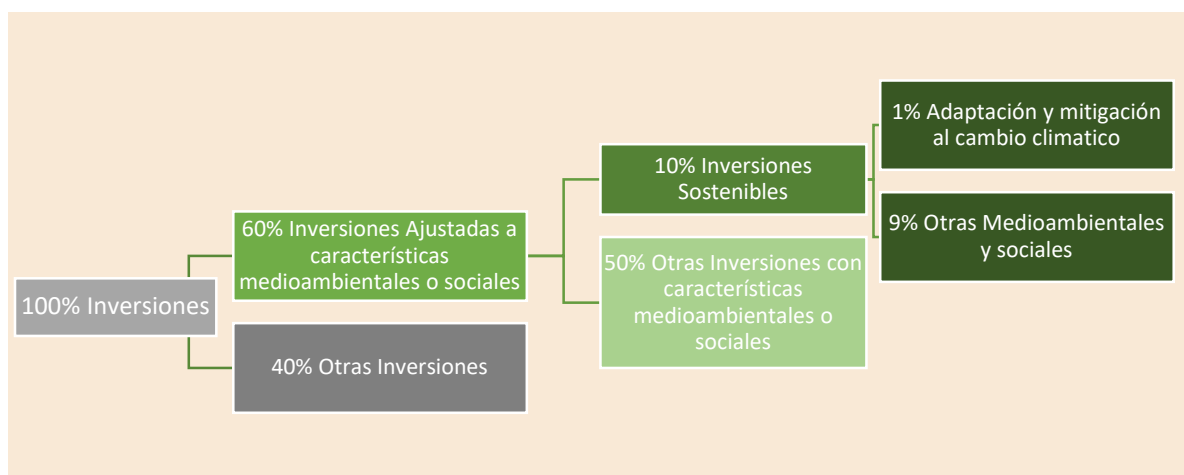 100% Inversiones
60% Inversiones Ajustadas a
características
medioambientales o sociales
40% Otras Inversiones
10% Inversiones
Sostenibles
50% Otras Inversiones con
características
medioambientales o
sociales
1% Adaptación y mitigación
al cambio climatico
9% Otras Medioambientales
y sociales